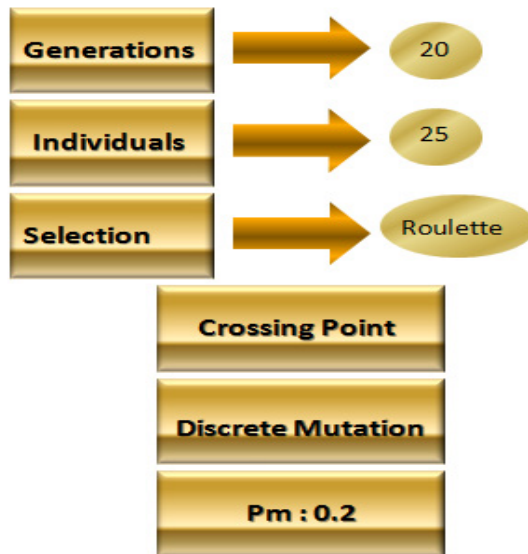 Generations
20
Individuals
25
Selection
Roulette
Crossing Point
Discrete Mutation
Pm : 0.2